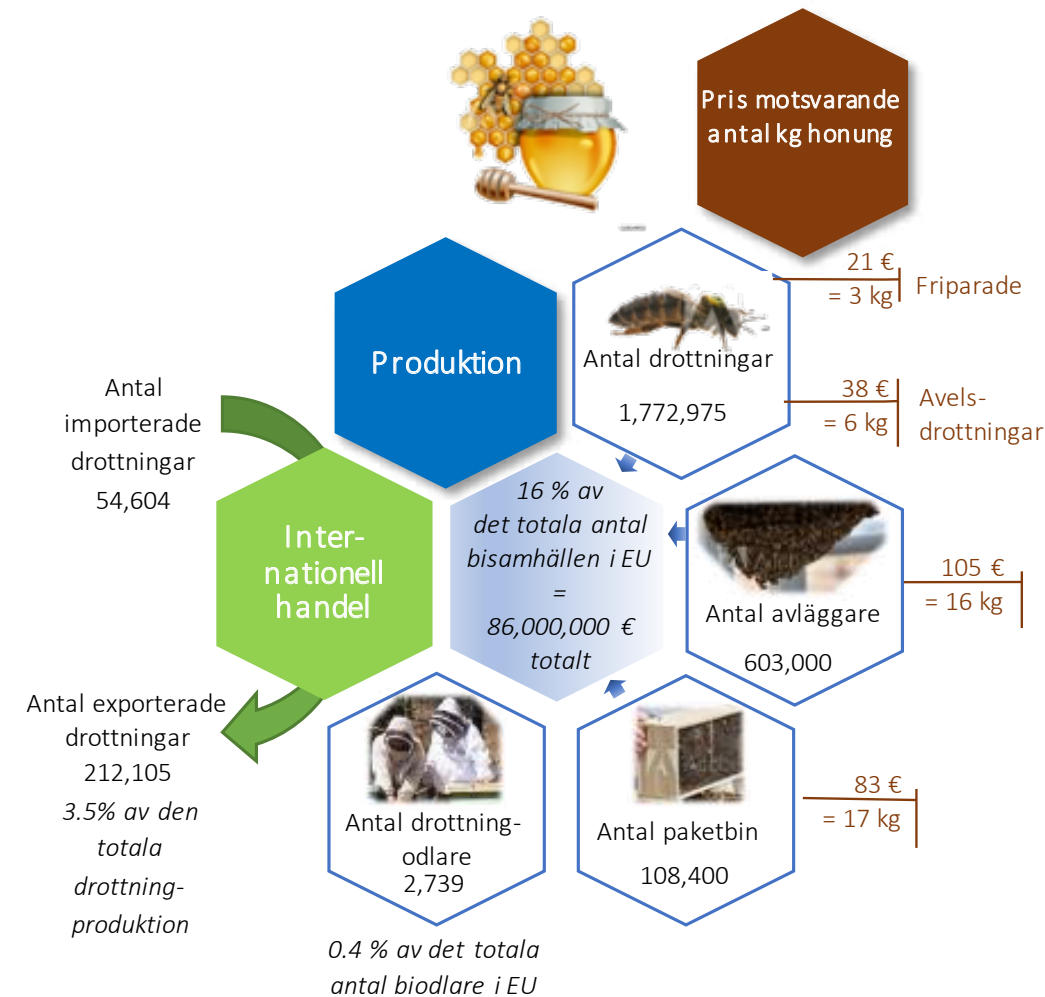 Pris motsvarande
antal kg honung
21 €
= 3 kg
Friparade
Produktion
Antal drottningar
1,772,975
38 €
= 6 kg
Avels-
drottningar
Antal
importerade
drottningar
54,604
16 % av
det totala antal
bisamhällen i EU
=
86,000,000 €
totalt
Inter-
nationell
handel
Antal avläggare
603,000
105 €
= 16 kg
Antal exporterade
drottningar
212,105
3.5% av den
totala
drottning-
produktion
Antal drottning-
odlare
2,739
Antal paketbin
108,400
83 €
= 17 kg
0.4 % av det totala
antal biodlare i EU